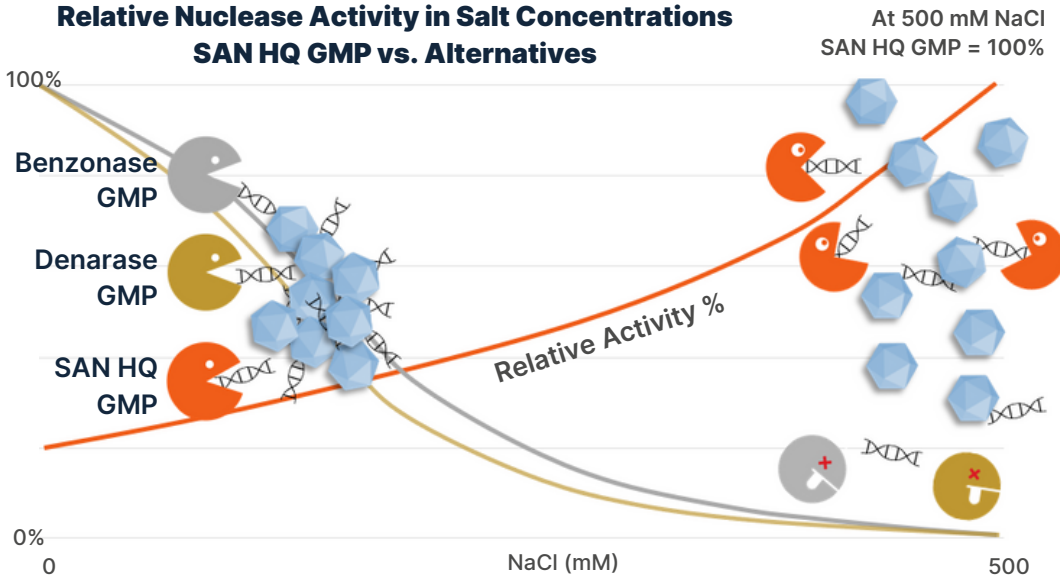 Relative Nuclease Activity in Salt Concentrations
SAN HQ GMP vs. Alternatives
At 500 mM NaCl
SAN HQ GMP = 100%
100%
Benzonase
GMP
Denarase
GMP
SAN HQ
GMP
Relative Activity %
0%
0
NaCl (mM)
500